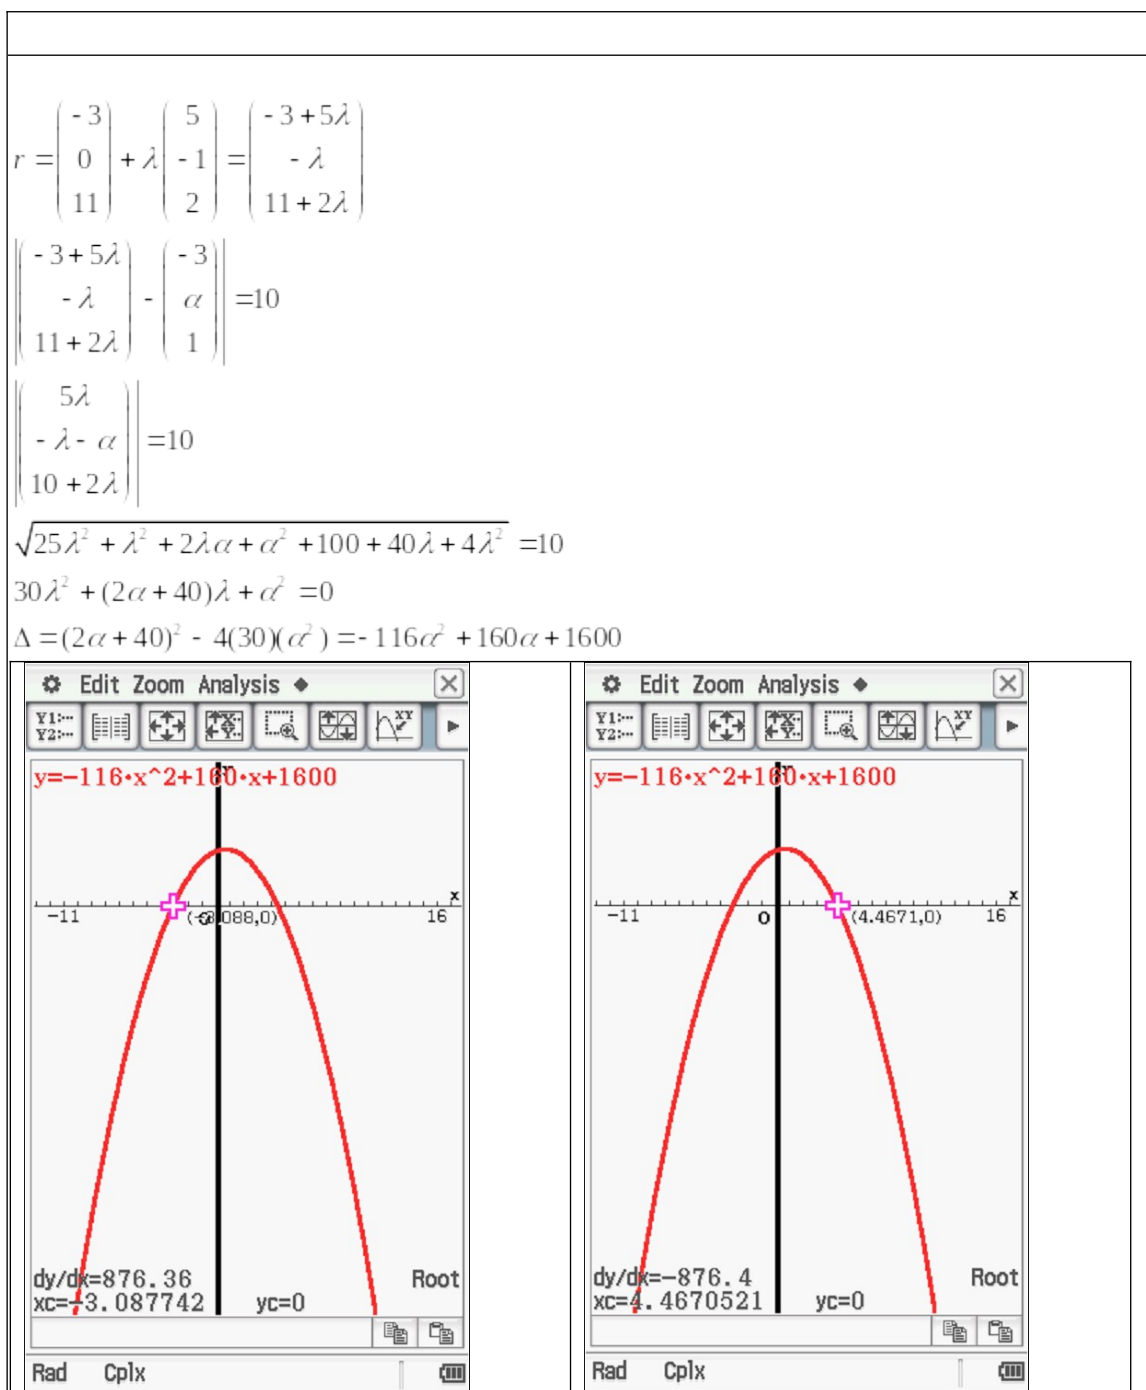 r = (-3 0 11) + λ(5 -1 2) = (-3+5λ -λ 11+2λ)
|(-3+5λ -λ 11+2λ) - (-3 α 1)| =10
|(5λ -λ-α 10+2λ)| =10
√(25λ² + λ² + 2λα + α² +100 + 40λ + 4λ²) =10
30λ² + (2α + 40)λ + α² =0
Δ =(2α + 40)² - 4(30)(α²) =- 116α² +160α +1600
Edit Zoom Analysis
Y1:…
Y2:…
y=-116·x^2+160·x+1600
x
-11
O
16
dy/dx=876.36
Root
xc=-3.087742 yc=0
Rad Cplx
Edit Zoom Analysis
Y1:…
Y2:…
y=-116·x^2+160·x+1600
x
-11
O
(4.4671,0)
16
dy/dx=-876.4
Root
xc=4.4670521 yc=0
Rad Cplx